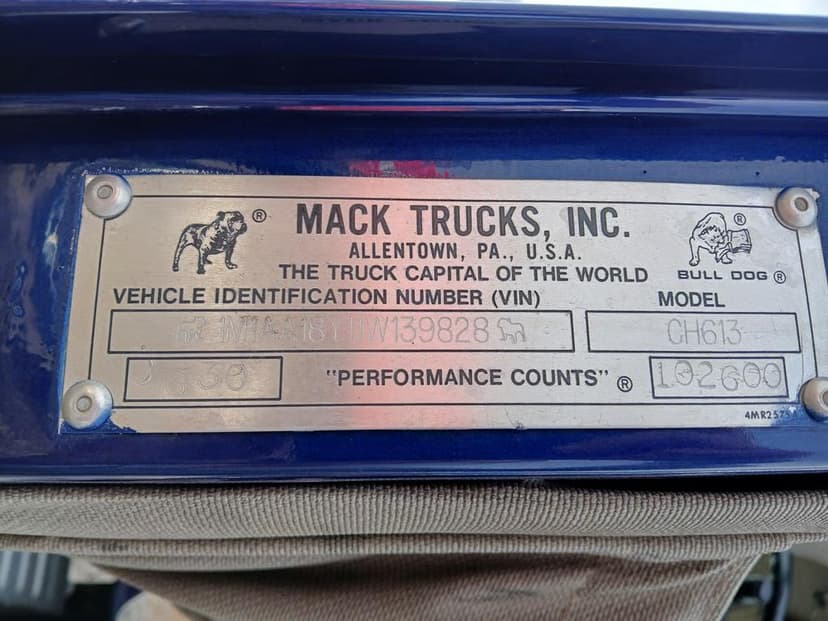 MACK TRUCKS, INC.
ALLENTOWN, PA., U.S.A.
THE TRUCK CAPITAL OF THE WORLD
BULL DOG ®
VEHICLE IDENTIFICATION NUMBER (VIN)
MODEL
CH613
"PERFORMANCE COUNTS" ®
102600